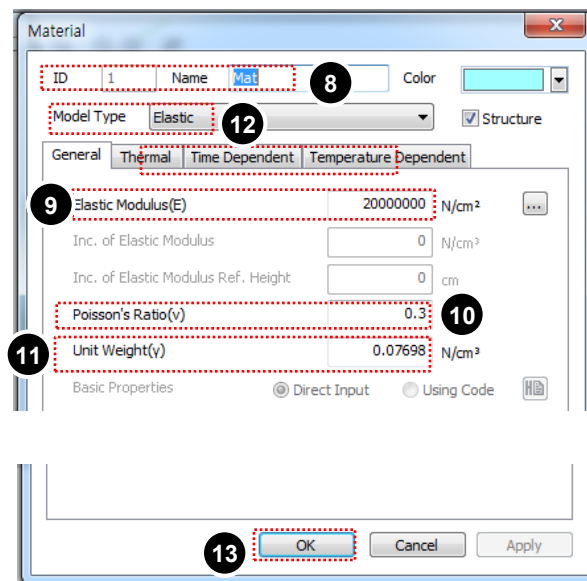 Material
ID 1 Name Mat 8 Color
Model Type Elastic 12 Structure
General Thermal Time Dependent Temperature Dependent
9 Elastic Modulus(E) 20000000 N/cm² ...
Inc. of Elastic Modulus 0 N/cm³
Inc. of Elastic Modulus Ref. Height 0 cm
Poisson's Ratio(ν) 0.3 10
11 Unit Weight(γ) 0.07698 N/cm³
Basic Properties Direct Input Using Code
13 OK Cancel Apply